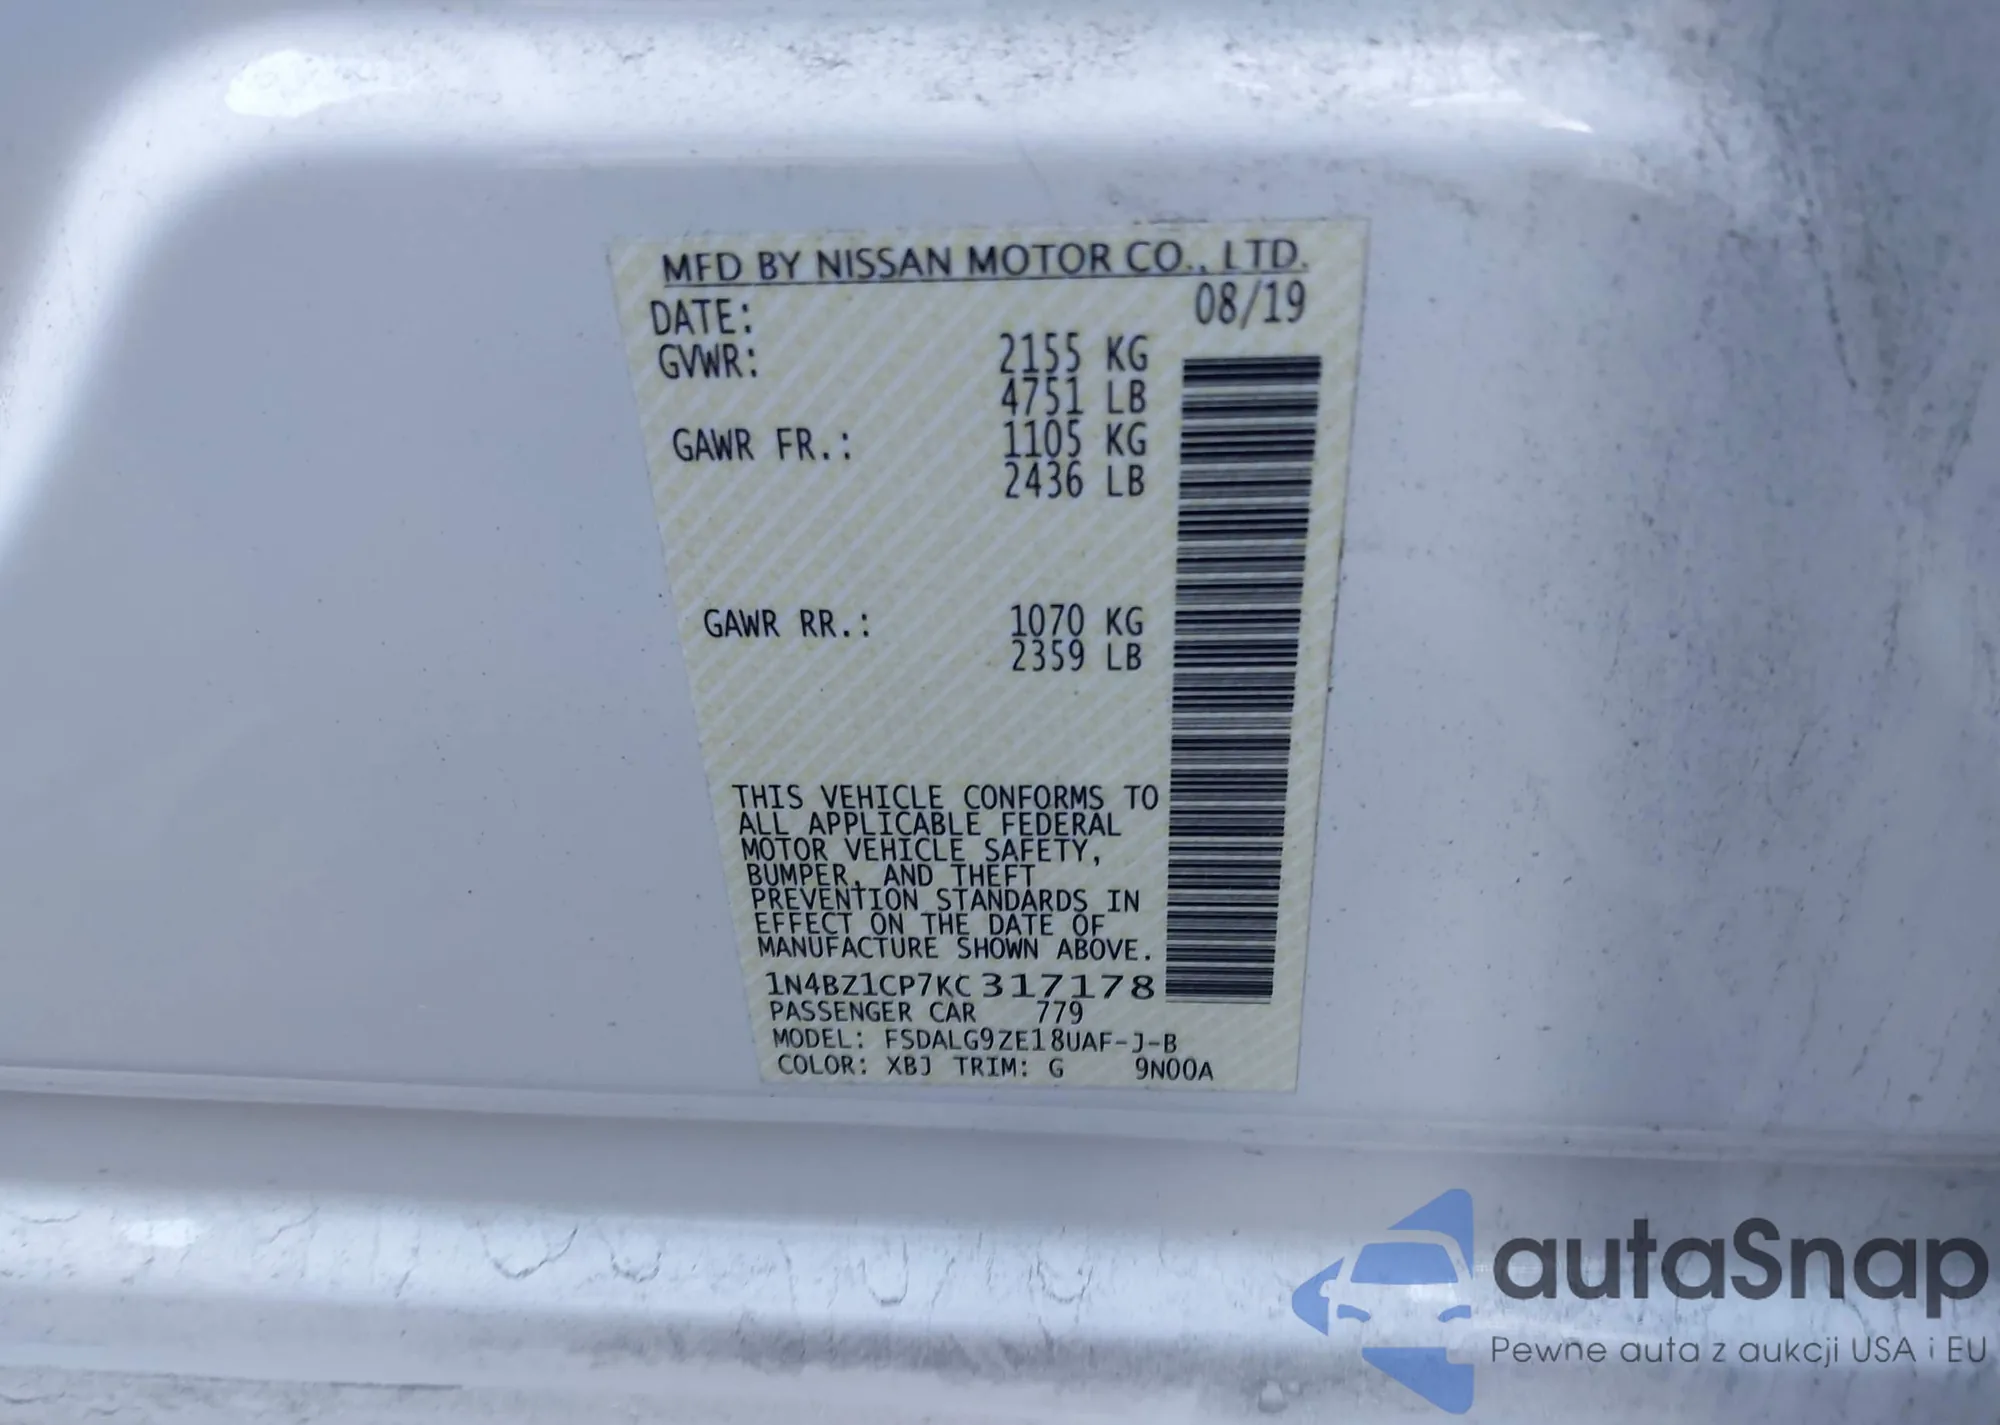 MFD BY NISSAN MOTOR CO., LTD.
DATE: 08/19
GVWR: 2155 KG
4751 LB
GAWR FR.: 1105 KG
2436 LB
GAWR RR.: 1070 KG
2359 LB
THIS VEHICLE CONFORMS TO
ALL APPLICABLE FEDERAL
MOTOR VEHICLE SAFETY,
BUMPER, AND THEFT
PREVENTION STANDARDS IN
EFFECT ON THE DATE OF
MANUFACTURE SHOWN ABOVE.
1N4BZ1CP7KC317178
PASSENGER CAR 779
MODEL: FSDALG9ZE18UAF-J-B
COLOR: XBJ TRIM: G 9N00A
autaSnap
Pewne auta z aukcji USA i EU